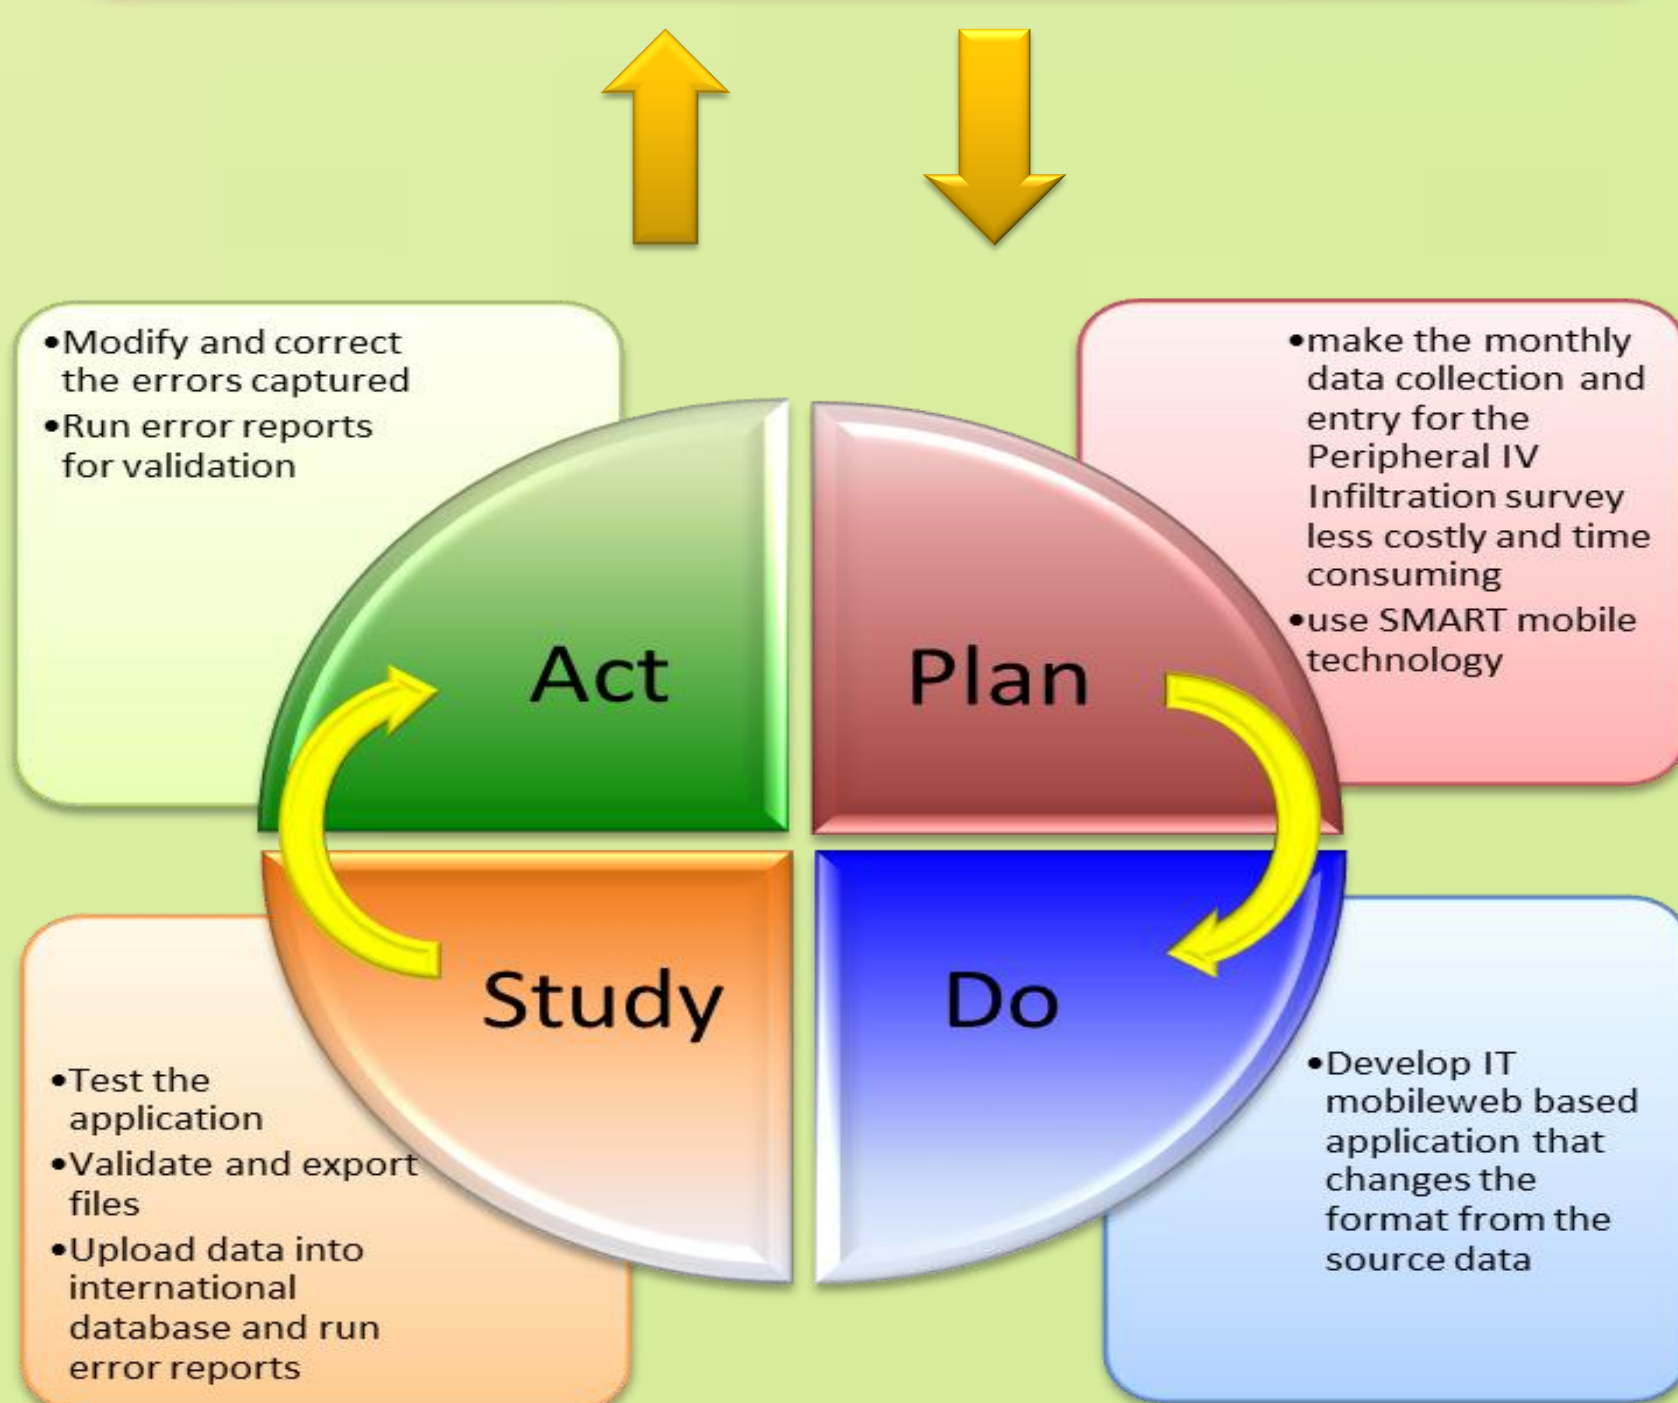 •Modify and correct
the errors captured
•Run error reports
for validation
•make the monthly
data collection and
entry for the
Peripheral IV
Infiltration survey
less costly and time
consuming
•use SMART mobile
technology
Act
Plan
Study
Do
•Test the
application
•Validate and export
files
•Upload data into
international
database and run
error reports
•Develop IT
mobileweb based
application that
changes the
format from the
source data